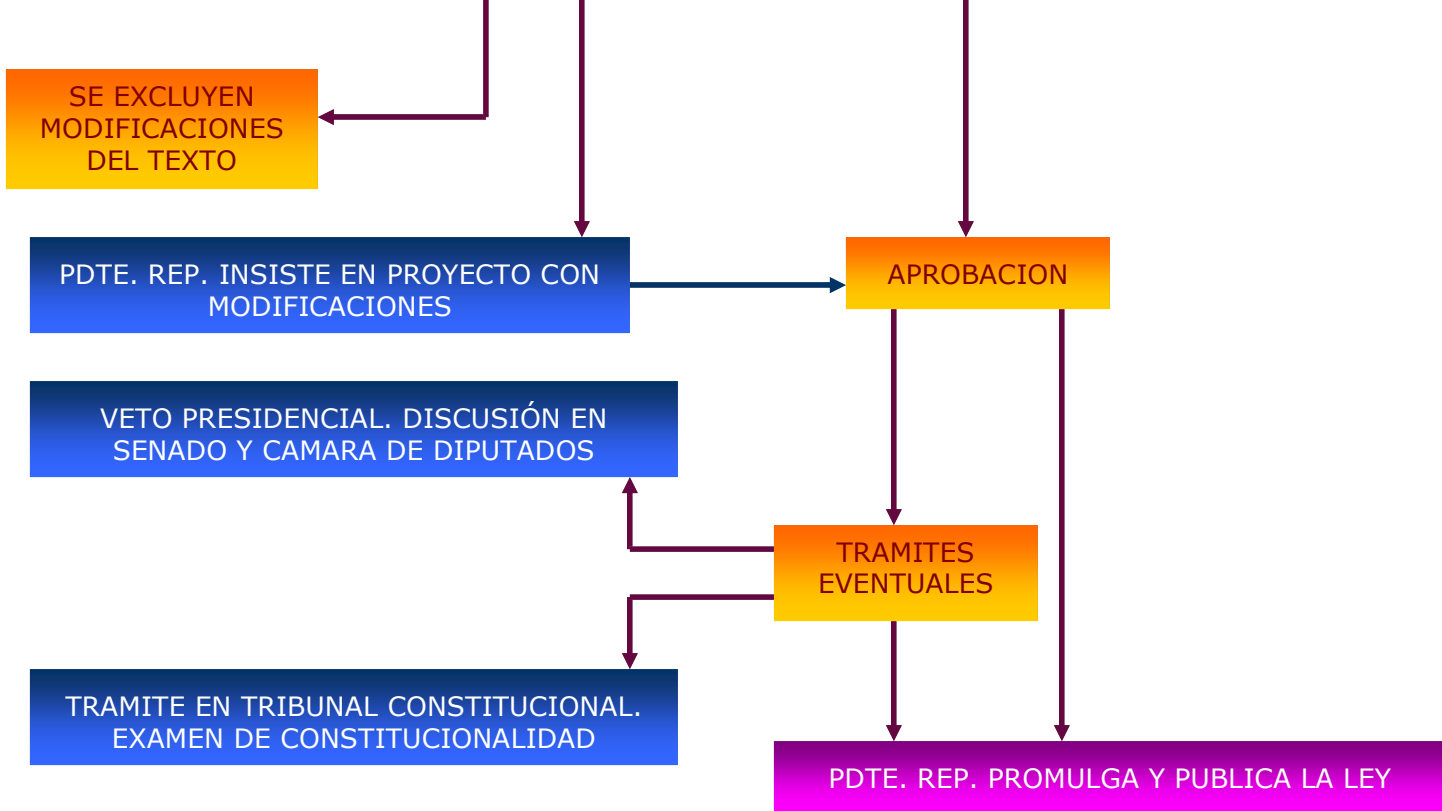 SE EXCLUYEN
MODIFICACIONES
DEL TEXTO
PDTE. REP. INSISTE EN PROYECTO CON
MODIFICACIONES
APROBACION
VETO PRESIDENCIAL. DISCUSIÓN EN
SENADO Y CAMARA DE DIPUTADOS
TRAMITES
EVENTUALES
TRAMITE EN TRIBUNAL CONSTITUCIONAL.
EXAMEN DE CONSTITUCIONALIDAD
PDTE. REP. PROMULGA Y PUBLICA LA LEY